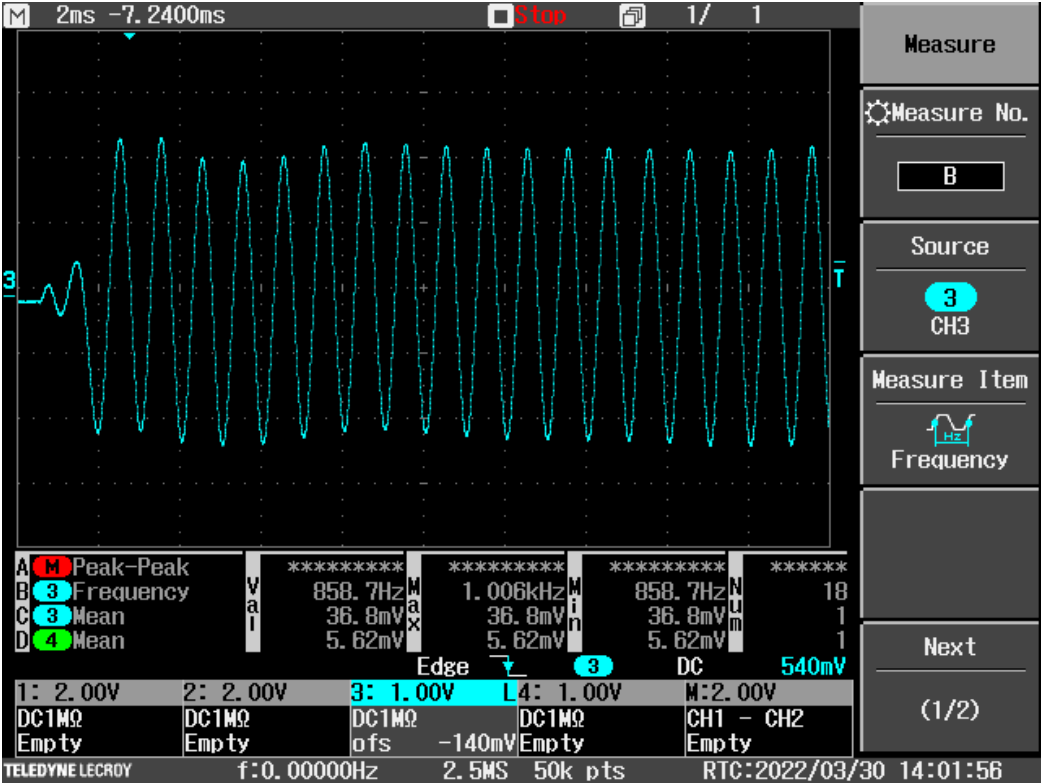 M 2ms -7.2400ms Stop 1/ 1
Measure
Measure No.
B
Source
3
CH3
Measure Item
Hz
Frequency
3
T
A M Peak-Peak Val ********* Max ********* Min ********* Num ******
B 3 Frequency 858.7Hz 1.006kHz 858.7Hz 18
C 3 Mean 36.8mV 36.8mV 36.8mV 1
D 4 Mean 5.62mV 5.62mV 5.62mV 1
Next
(1/2)
Edge 3 DC 540mV
1: 2.00V 2: 2.00V 3: 1.00V L 4: 1.00V M:2.00V
DC1MΩ DC1MΩ DC1MΩ DC1MΩ CH1 - CH2
Empty Empty ofs -140mV Empty Empty
TELEDYNE LECROY f:0.00000Hz 2.5MS 50k pts RTC:2022/03/30 14:01:56